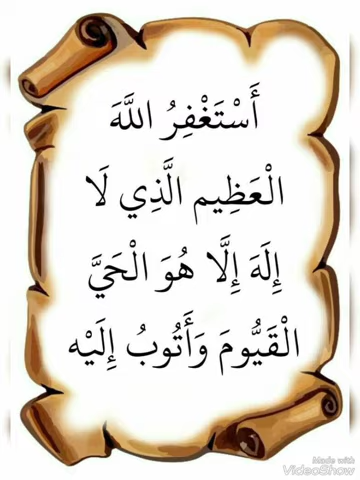 أَسْتَغْفِرُ اللَّهَ
الْعَظِيم الَّذِي لَا
إِلَهَ إِلَّا هُوَ الْحَيَّ
الْقَيُّومَ وَأَتُوبُ إِلَيْه
Made with
VideoShow